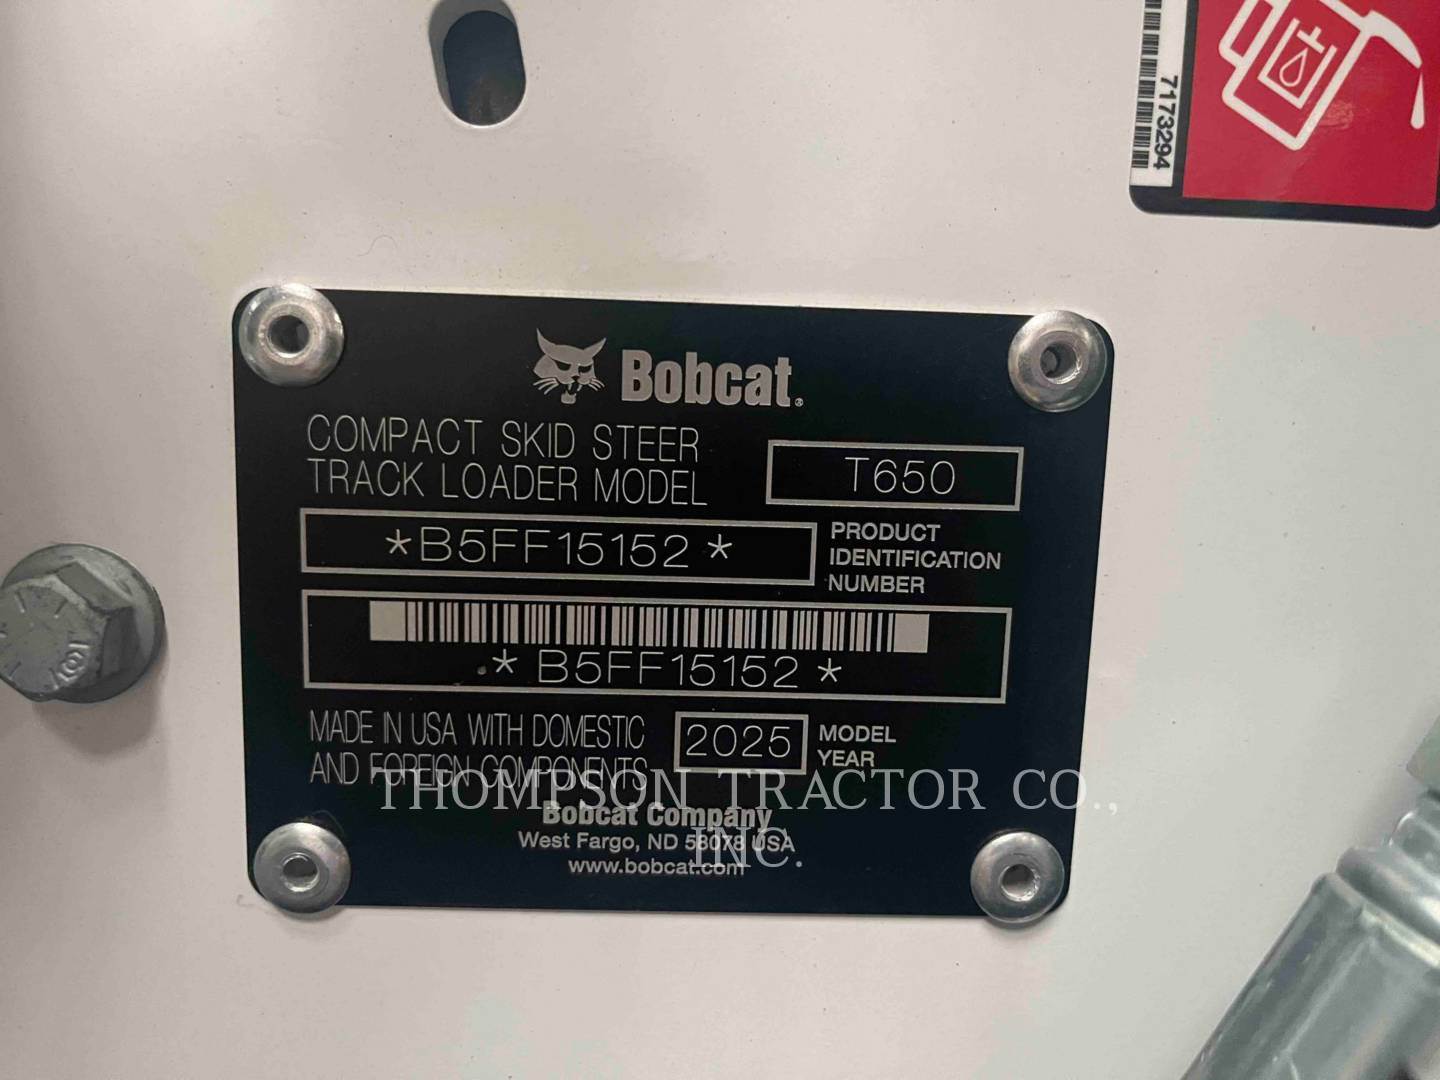 7173294
Bobcat®
COMPACT SKID STEER
TRACK LOADER MODEL
T650
*B5FF15152*
PRODUCT
IDENTIFICATION
NUMBER
*B5FF15152*
MADE IN USA WITH DOMESTIC
AND FOREIGN COMPONENTS
2025
MODEL
YEAR
THOMPSON TRACTOR CO.,
INC.
Bobcat Company
West Fargo, ND 58078 USA
www.bobcat.com